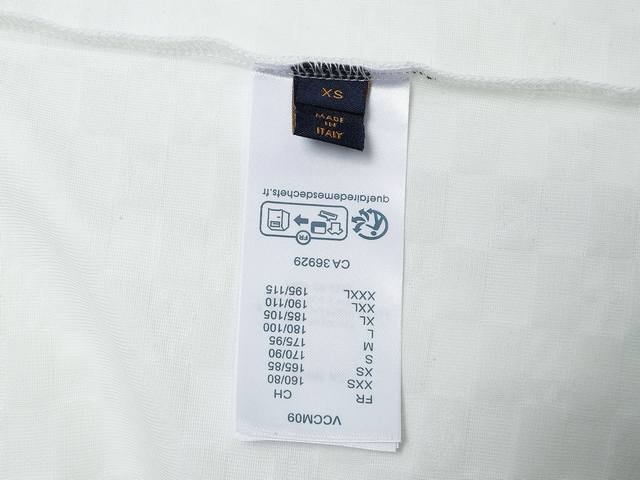 XS
MADE
IN
ITALY
VCCM09
FR CH
XXS 160/80
XS 165/85
S 170/90
M 175/95
L 180/100
XL 185/105
XXL 190/110
XXXL 195/115
CA 36929
FR
quefairedemesdechets.fr